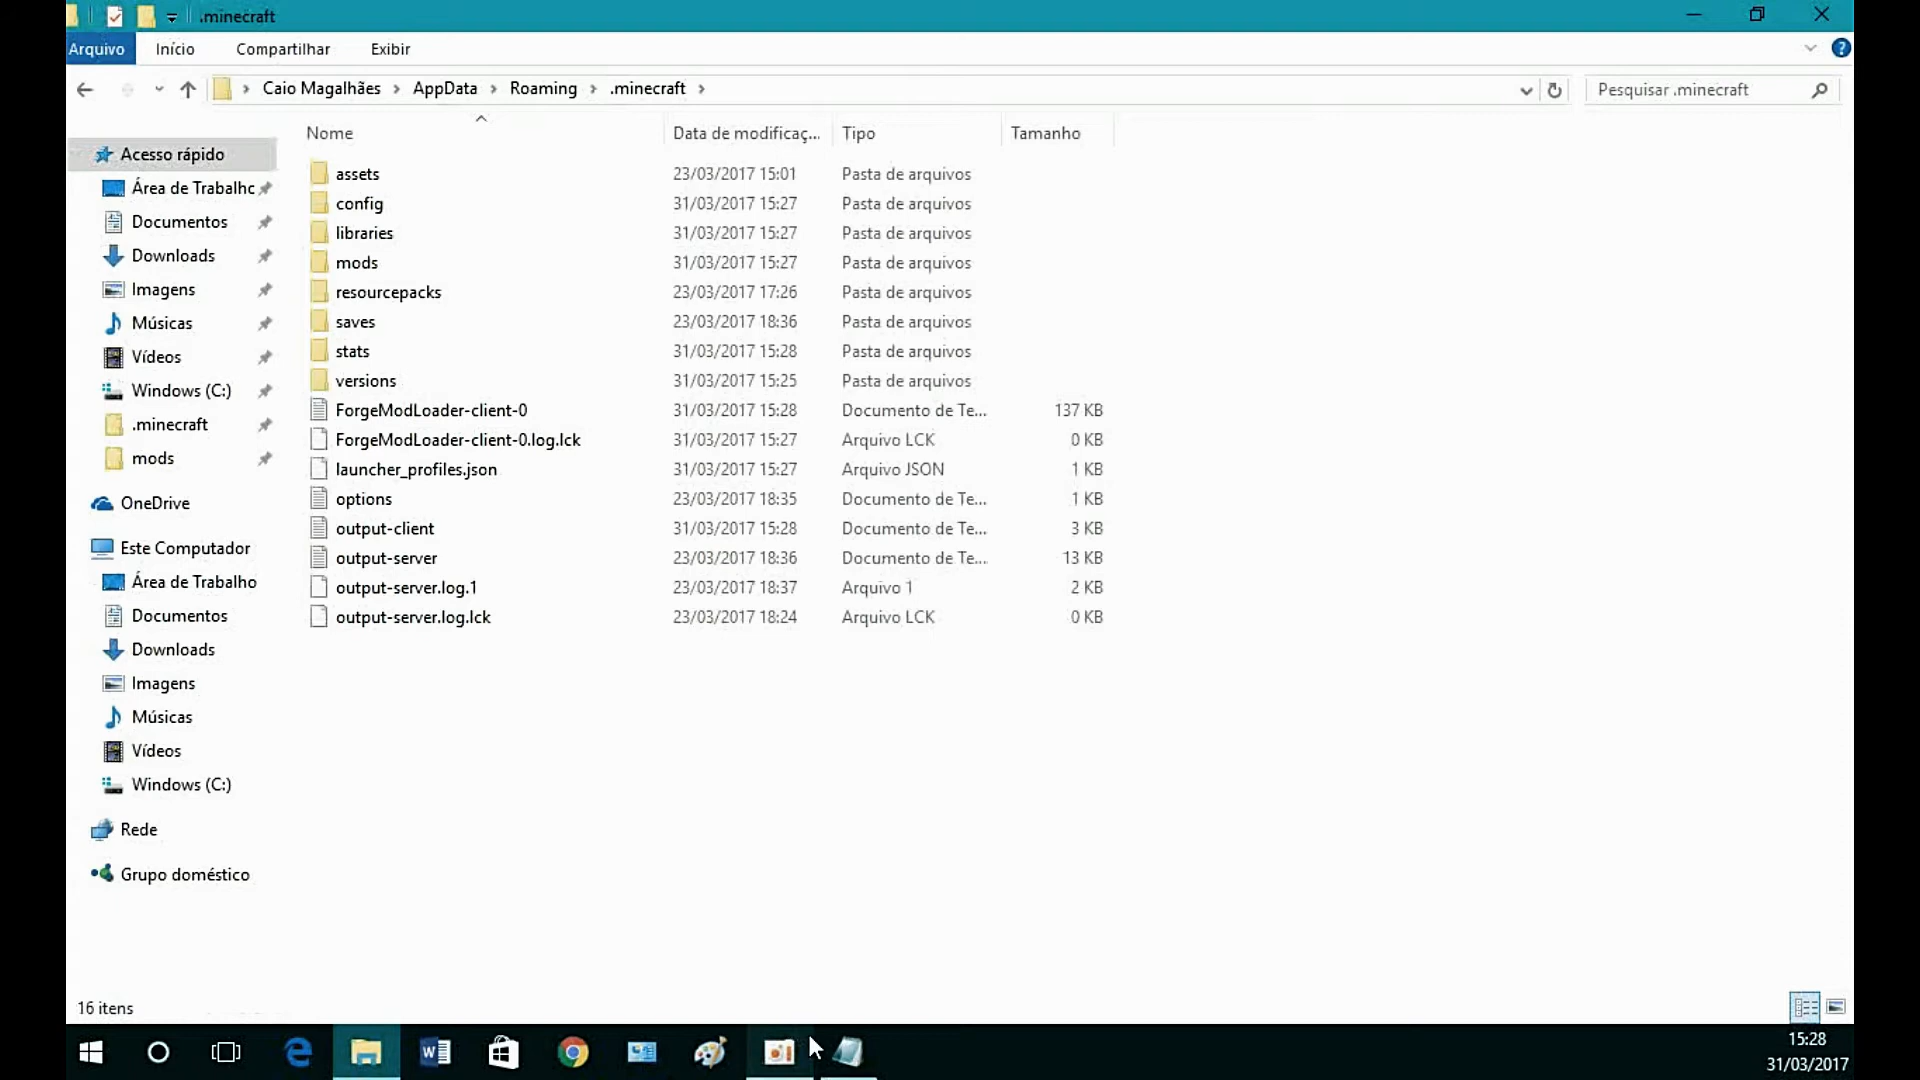 .minecraft
Arquivo Início Compartilhar Exibir
Caio Magalhães > AppData > Roaming > .minecraft >
Pesquisar .minecraft
Nome Data de modificaç... Tipo Tamanho
Acesso rápido
Área de Trabalhc
Documentos
Downloads
Imagens
Músicas
Vídeos
Windows (C:)
.minecraft
mods
OneDrive
Este Computador
Área de Trabalho
Documentos
Downloads
Imagens
Músicas
Vídeos
Windows (C:)
Rede
Grupo doméstico
assets 23/03/2017 15:01 Pasta de arquivos
config 31/03/2017 15:27 Pasta de arquivos
libraries 31/03/2017 15:27 Pasta de arquivos
mods 31/03/2017 15:27 Pasta de arquivos
resourcepacks 23/03/2017 17:26 Pasta de arquivos
saves 23/03/2017 18:36 Pasta de arquivos
stats 31/03/2017 15:28 Pasta de arquivos
versions 31/03/2017 15:25 Pasta de arquivos
ForgeModLoader-client-0 31/03/2017 15:28 Documento de Te... 137 KB
ForgeModLoader-client-0.log.lck 31/03/2017 15:27 Arquivo LCK 0 KB
launcher_profiles.json 31/03/2017 15:27 Arquivo JSON 1 KB
options 23/03/2017 18:35 Documento de Te... 1 KB
output-client 31/03/2017 15:28 Documento de Te... 3 KB
output-server 23/03/2017 18:36 Documento de Te... 13 KB
output-server.log.1 23/03/2017 18:37 Arquivo 1 2 KB
output-server.log.lck 23/03/2017 18:24 Arquivo LCK 0 KB
16 itens
15:28
31/03/2017